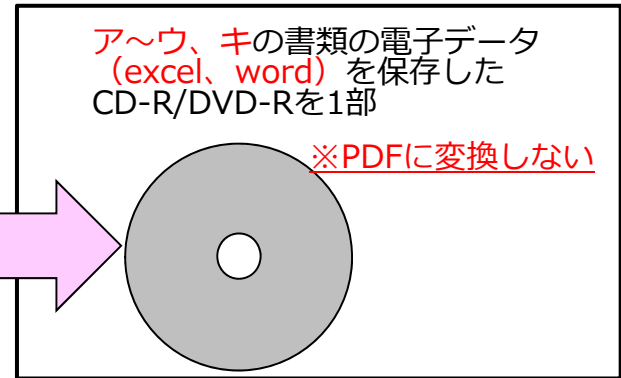 ア～ウ、キの書類の電子データ
（excel、word）を保存した
CD-R/DVD-Rを1部
※PDFに変換しない